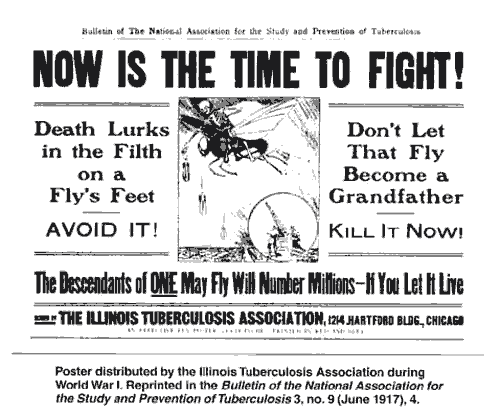 Bulletin of The National Association for the Study and Prevention of Tuberculosis
NOW IS THE TIME TO FIGHT!
Death Lurks
in the Filth
on a
Fly's Feet
AVOID IT!
Don't Let
That Fly
Become a
Grandfather
KILL IT NOW!
The Descendants of ONE May Fly Will Number Millions—If You Let It Live
THE ILLINOIS TUBERCULOSIS ASSOCIATION, 1214 HARTFORD BLDG., CHICAGO
Poster distributed by the Illinois Tuberculosis Association during
World War I. Reprinted in the Bulletin of the National Association for
the Study and Prevention of Tuberculosis 3, no. 9 (June 1917), 4.